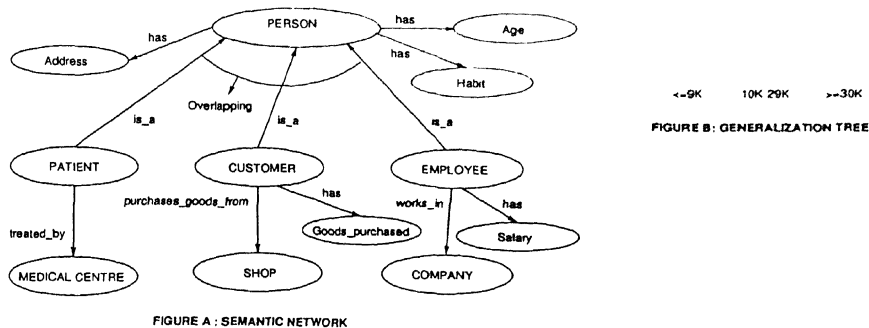 PERSON
has
Age
has
Address
has
Habit
Overlapping
is_a
is_a
is_a
PATIENT
CUSTOMER
EMPLOYEE
treated_by
purchases_goods_from
has
works_in
has
Goods_purchased
Salary
MEDICAL CENTRE
SHOP
COMPANY
FIGURE A : SEMANTIC NETWORK
<=9K 10K 29K >=30K
FIGURE B : GENERALIZATION TREE